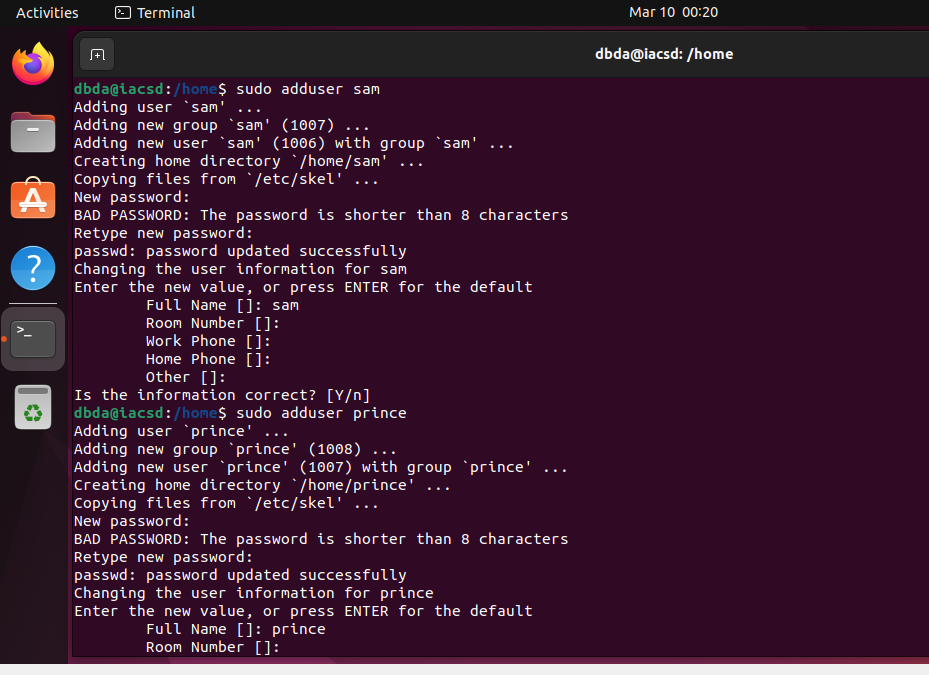 Activities Terminal Mar 10 00:20
dbda@iacsd: /home
dbda@iacsd:/home$ sudo adduser sam
Adding user `sam' ...
Adding new group `sam' (1007) ...
Adding new user `sam' (1006) with group `sam' ...
Creating home directory `/home/sam' ...
Copying files from `/etc/skel' ...
New password:
BAD PASSWORD: The password is shorter than 8 characters
Retype new password:
passwd: password updated successfully
Changing the user information for sam
Enter the new value, or press ENTER for the default
        Full Name []: sam
        Room Number []:
        Work Phone []:
        Home Phone []:
        Other []:
Is the information correct? [Y/n]
dbda@iacsd:/home$ sudo adduser prince
Adding user `prince' ...
Adding new group `prince' (1008) ...
Adding new user `prince' (1007) with group `prince' ...
Creating home directory `/home/prince' ...
Copying files from `/etc/skel' ...
New password:
BAD PASSWORD: The password is shorter than 8 characters
Retype new password:
passwd: password updated successfully
Changing the user information for prince
Enter the new value, or press ENTER for the default
        Full Name []: prince
        Room Number []: